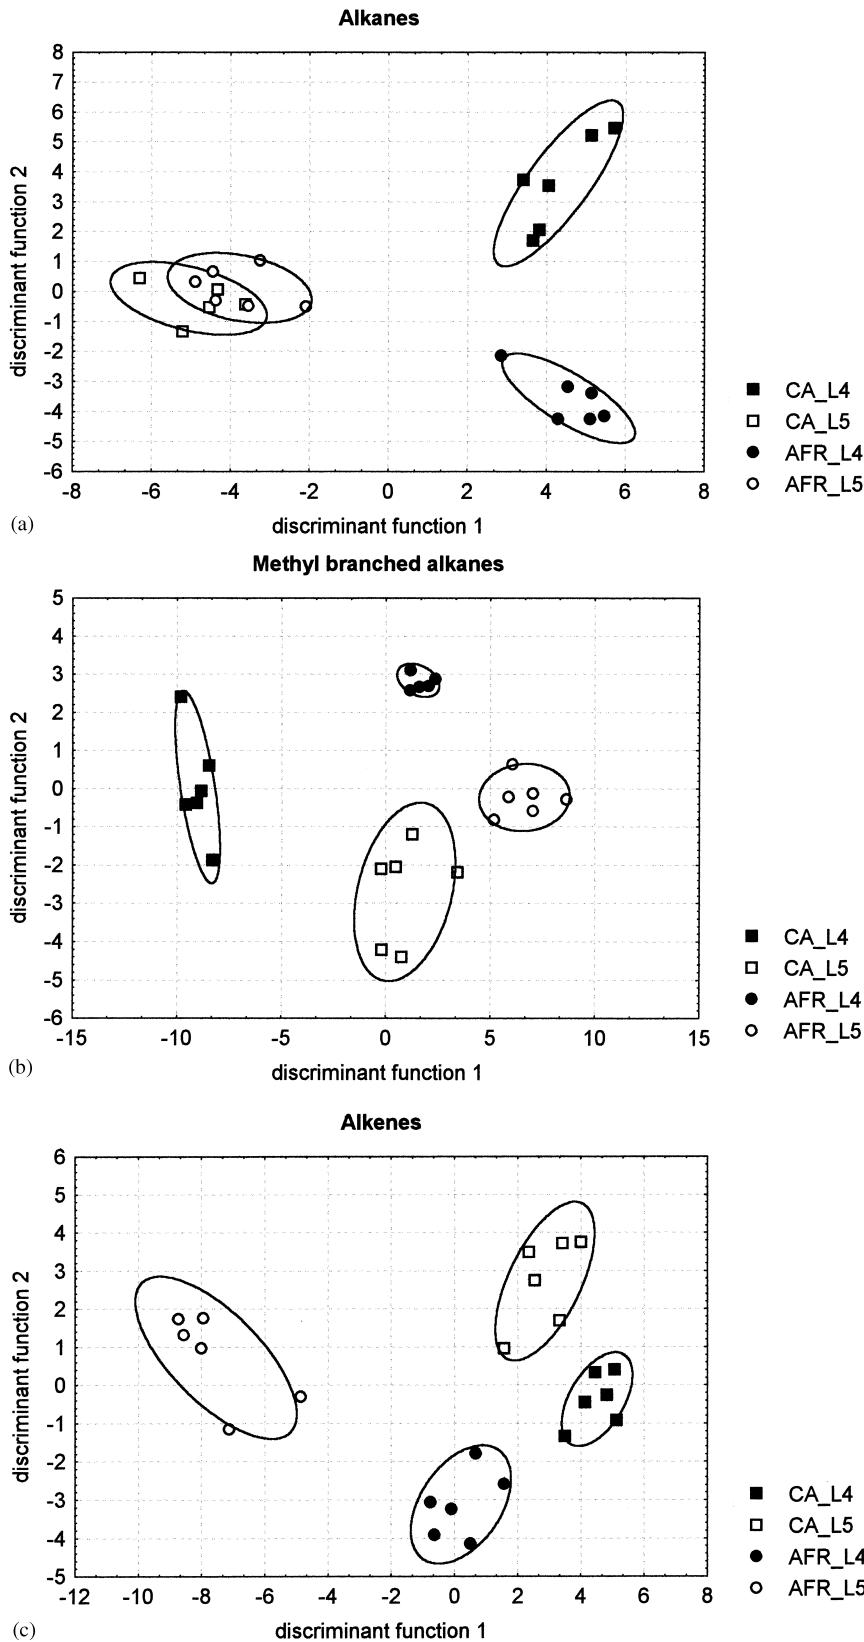 Alkanes
8
7
6
5
4
3
2
1
0
-1
-2
-3
-4
-5
-6
discriminant function 2
-8 -6 -4 -2 0 2 4 6 8
discriminant function 1
(a)
CA_L4
CA_L5
AFR_L4
AFR_L5
Methyl branched alkanes
5
4
3
2
1
0
-1
-2
-3
-4
-5
-6
discriminant function 2
-15 -10 -5 0 5 10 15
discriminant function 1
(b)
CA_L4
CA_L5
AFR_L4
AFR_L5
Alkenes
6
5
4
3
2
1
0
-1
-2
-3
-4
-5
discriminant function 2
-12 -10 -8 -6 -4 -2 0 2 4 6 8
discriminant function 1
(c)
CA_L4
CA_L5
AFR_L4
AFR_L5